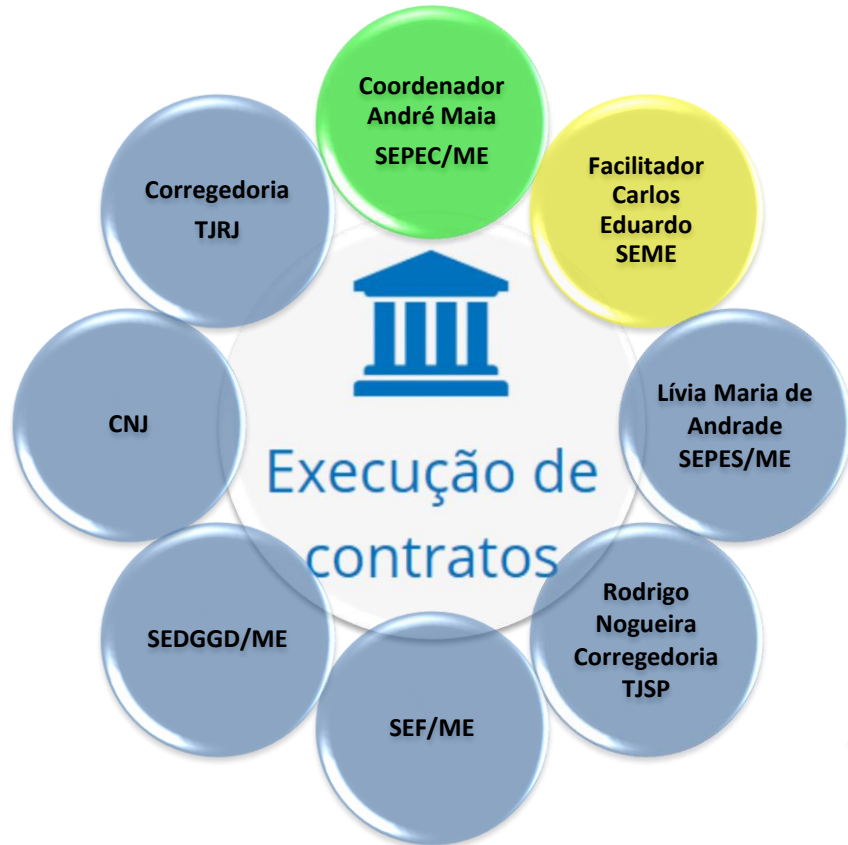 Coordenador
André Maia
SEPEC/ME
Facilitador
Carlos
Eduardo
SEME
Lívia Maria de
Andrade
SEPES/ME
Rodrigo
Nogueira
Corregedoria
TJSP
SEF/ME
SEDGGD/ME
CNJ
Corregedoria
TJRJ
Execução de
contratos